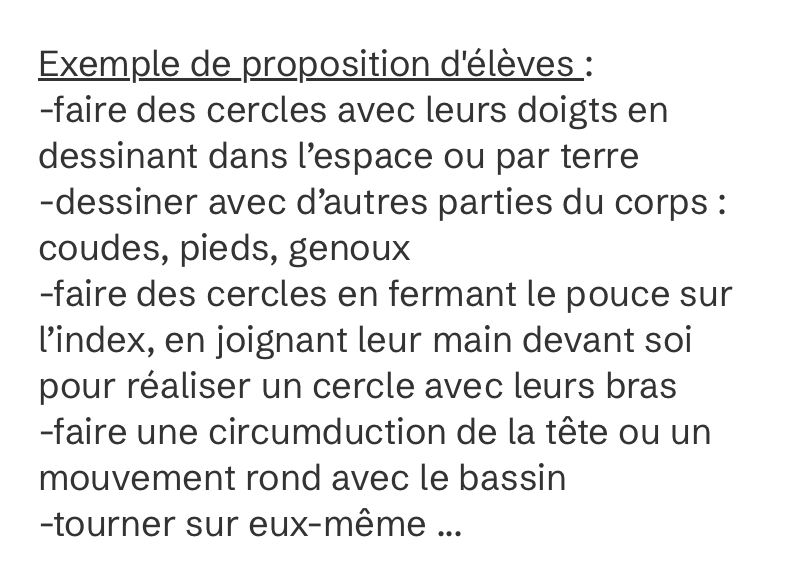 Exemple de proposition d'élèves :
-faire des cercles avec leurs doigts en
dessinant dans l’espace ou par terre
-dessiner avec d’autres parties du corps :
coudes, pieds, genoux
-faire des cercles en fermant le pouce sur
l’index, en joignant leur main devant soi
pour réaliser un cercle avec leurs bras
-faire une circumduction de la tête ou un
mouvement rond avec le bassin
-tourner sur eux-même ...